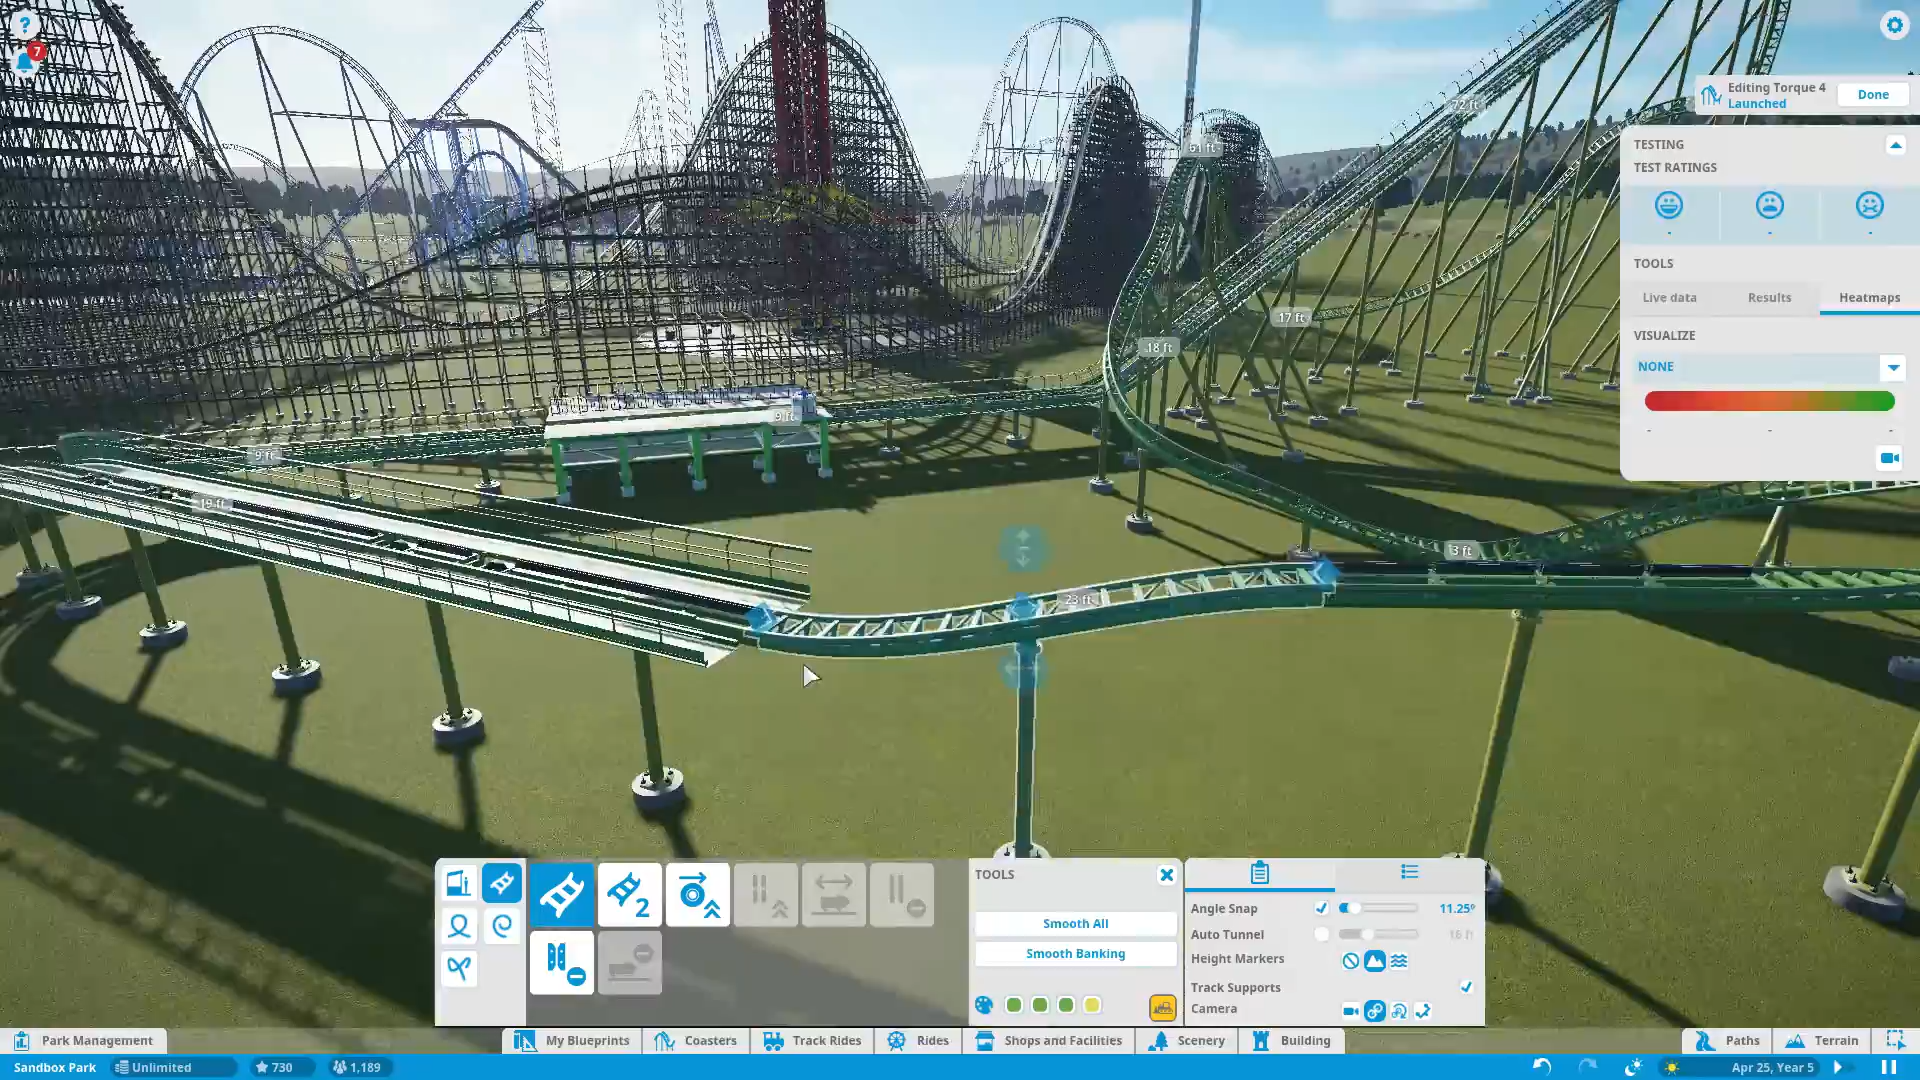 ?
7
Editing Torque 4
Launched
Done
TESTING
TEST RATINGS
-
-
-
TOOLS
Live data
Results
Heatmaps
VISUALIZE
NONE
-
-
-
72 ft
61 ft
17 ft
18 ft
9 ft
9 ft
19 ft
3 ft
23 ft
2
TOOLS
Smooth All
Smooth Banking
Angle Snap
11.25°
Auto Tunnel
16 ft
Height Markers
Track Supports
Camera
Park Management
My Blueprints
Coasters
Track Rides
Rides
Shops and Facilities
Scenery
Building
Paths
Terrain
Sandbox Park
Unlimited
730
1,189
Apr 25, Year 5